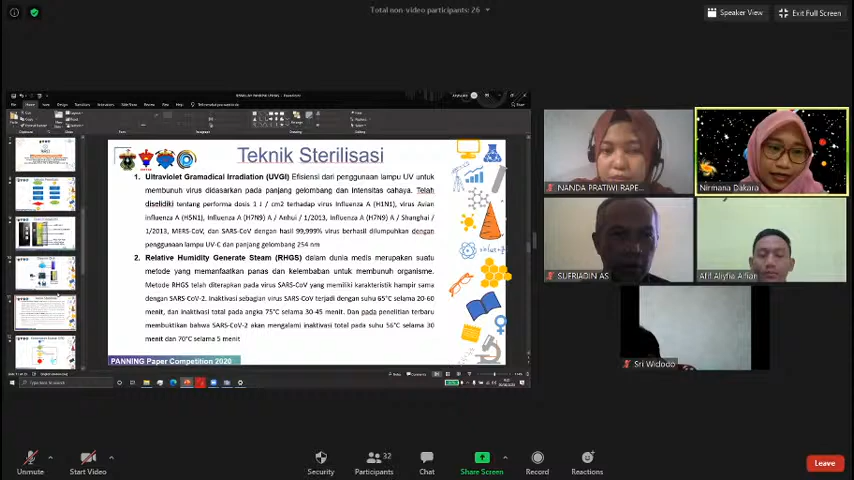 Total non-video participants: 26
Speaker View
Exit Full Screen
Teknik Sterilisasi
1. Ultraviolet Gramadical Irradiation (UVGI) Efisiensi dari penggunaan lampu UV untuk
membunuh virus didasarkan pada panjang gelombang dan intensitas cahaya. Telah
diselidiki tentang performa dosis 1 J / cm2 terhadap virus Influenza A (H1N1), virus Avian
influenza A (H5N1), Influenza A (H7N9) A / Anhui / 1/2013, Influenza A (H7N9) A / Shanghai /
1/2013, MERS-CoV, dan SARS-CoV dengan hasil 99,999% virus berhasil dilumpuhkan dengan
penggunaan lampu UV-C dan panjang gelombang 254 nm
2. Relative Humidity Generate Steam (RHGS) dalam dunia medis merupakan suatu
metode yang memanfaatkan panas dan kelembaban untuk membunuh organisme.
Metode RHGS telah diterapkan pada virus SARS-CoV yang memiliki karakteristik hampir sama
dengan SARS-CoV-2. Inaktivasi sebagian virus SARS CoV terjadi dengan suhu 65°C selama 20-60
menit, dan inaktivasi total pada angka 75°C selama 30-45 menit. Dan pada penelitian terbaru
membuktikan bahwa SARS-CoV-2 akan mengalami inaktivasi total pada suhu 56°C selama 30
menit dan 70°C selama 5 menit
PANNING Paper Competition 2020
NANDA PRATIWI RAPE...
Nirmana Dakara
SUFRIADIN AS
Alif Aliyfia Alfian
Sri Widodo
Unmute
Start Video
Security
32
Participants
Chat
Share Screen
Record
Reactions
Leave